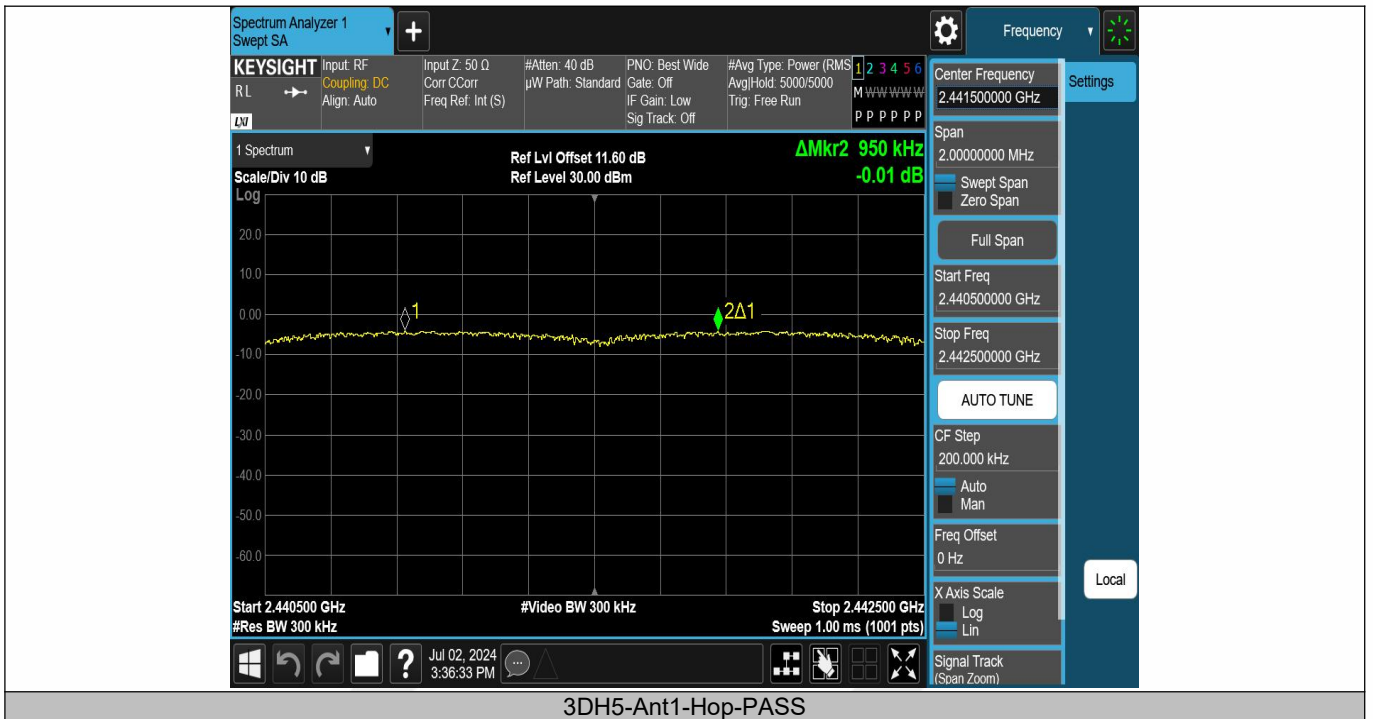 Spectrum Analyzer 1
Swept SA
+
Frequency
KEYSIGHT
RL
LXI
Input: RF
Coupling: DC
Align: Auto
Input Z: 50 Ω
Corr CCorr
Freq Ref: Int (S)
#Atten: 40 dB
µW Path: Standard
PNO: Best Wide
Gate: Off
IF Gain: Low
Sig Track: Off
#Avg Type: Power (RMS
Avg|Hold: 5000/5000
Trig: Free Run
1 2 3 4 5 6
M W W W W W
P P P P P P
Center Frequency
2.441500000 GHz
Settings
Span
2.00000000 MHz
Swept Span
Zero Span
Full Span
Start Freq
2.440500000 GHz
Stop Freq
2.442500000 GHz
AUTO TUNE
CF Step
200.000 kHz
Auto
Man
Freq Offset
0 Hz
X Axis Scale
Log
Lin
Signal Track
(Span Zoom)
Local
1 Spectrum
Scale/Div 10 dB
Log
Ref Lvl Offset 11.60 dB
Ref Level 30.00 dBm
ΔMkr2 950 kHz
-0.01 dB
20.0
10.0
0.00
-10.0
-20.0
-30.0
-40.0
-50.0
-60.0
1
2Δ1
Start 2.440500 GHz
#Res BW 300 kHz
#Video BW 300 kHz
Stop 2.442500 GHz
Sweep 1.00 ms (1001 pts)
?
Jul 02, 2024
3:36:33 PM
3DH5-Ant1-Hop-PASS